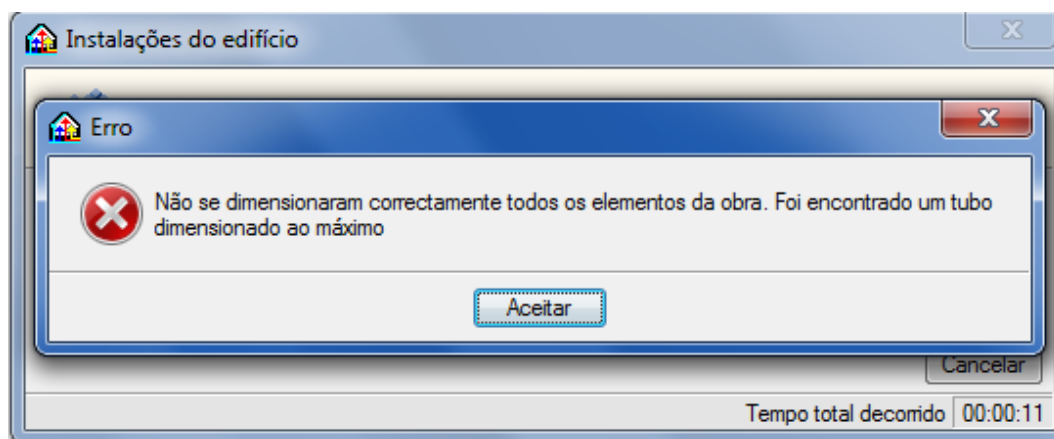 Instalações do edifício
Erro
Não se dimensionaram correctamente todos os elementos da obra. Foi encontrado um tubo
dimensionado ao máximo
Aceitar
Cancelar
Tempo total decorrido 00:00:11